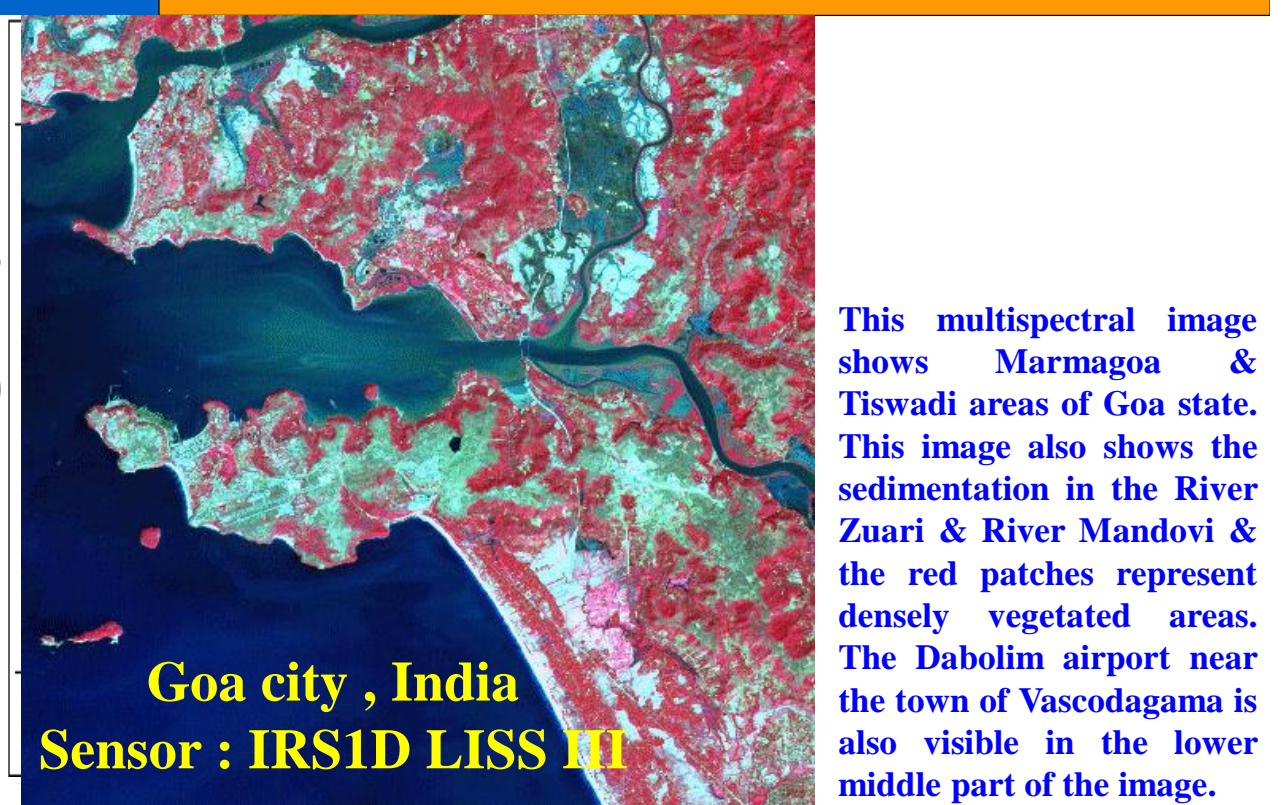 Goa city , India
Sensor : IRS1D LISS III
This multispectral image
shows Marmagoa &
Tiswadi areas of Goa state.
This image also shows the
sedimentation in the River
Zuari & River Mandovi &
the red patches represent
densely vegetated areas.
The Dabolim airport near
the town of Vascodagama is
also visible in the lower
middle part of the image.